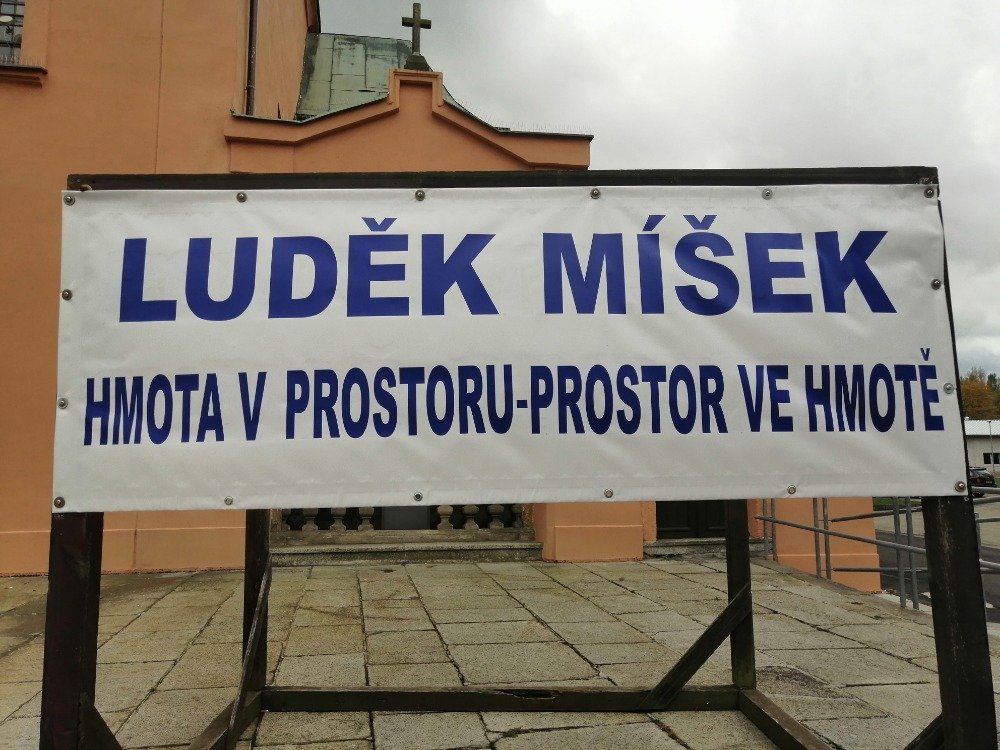 LUDĚK MÍŠEK
HMOTA V PROSTORU-PROSTOR VE HMOTĚ